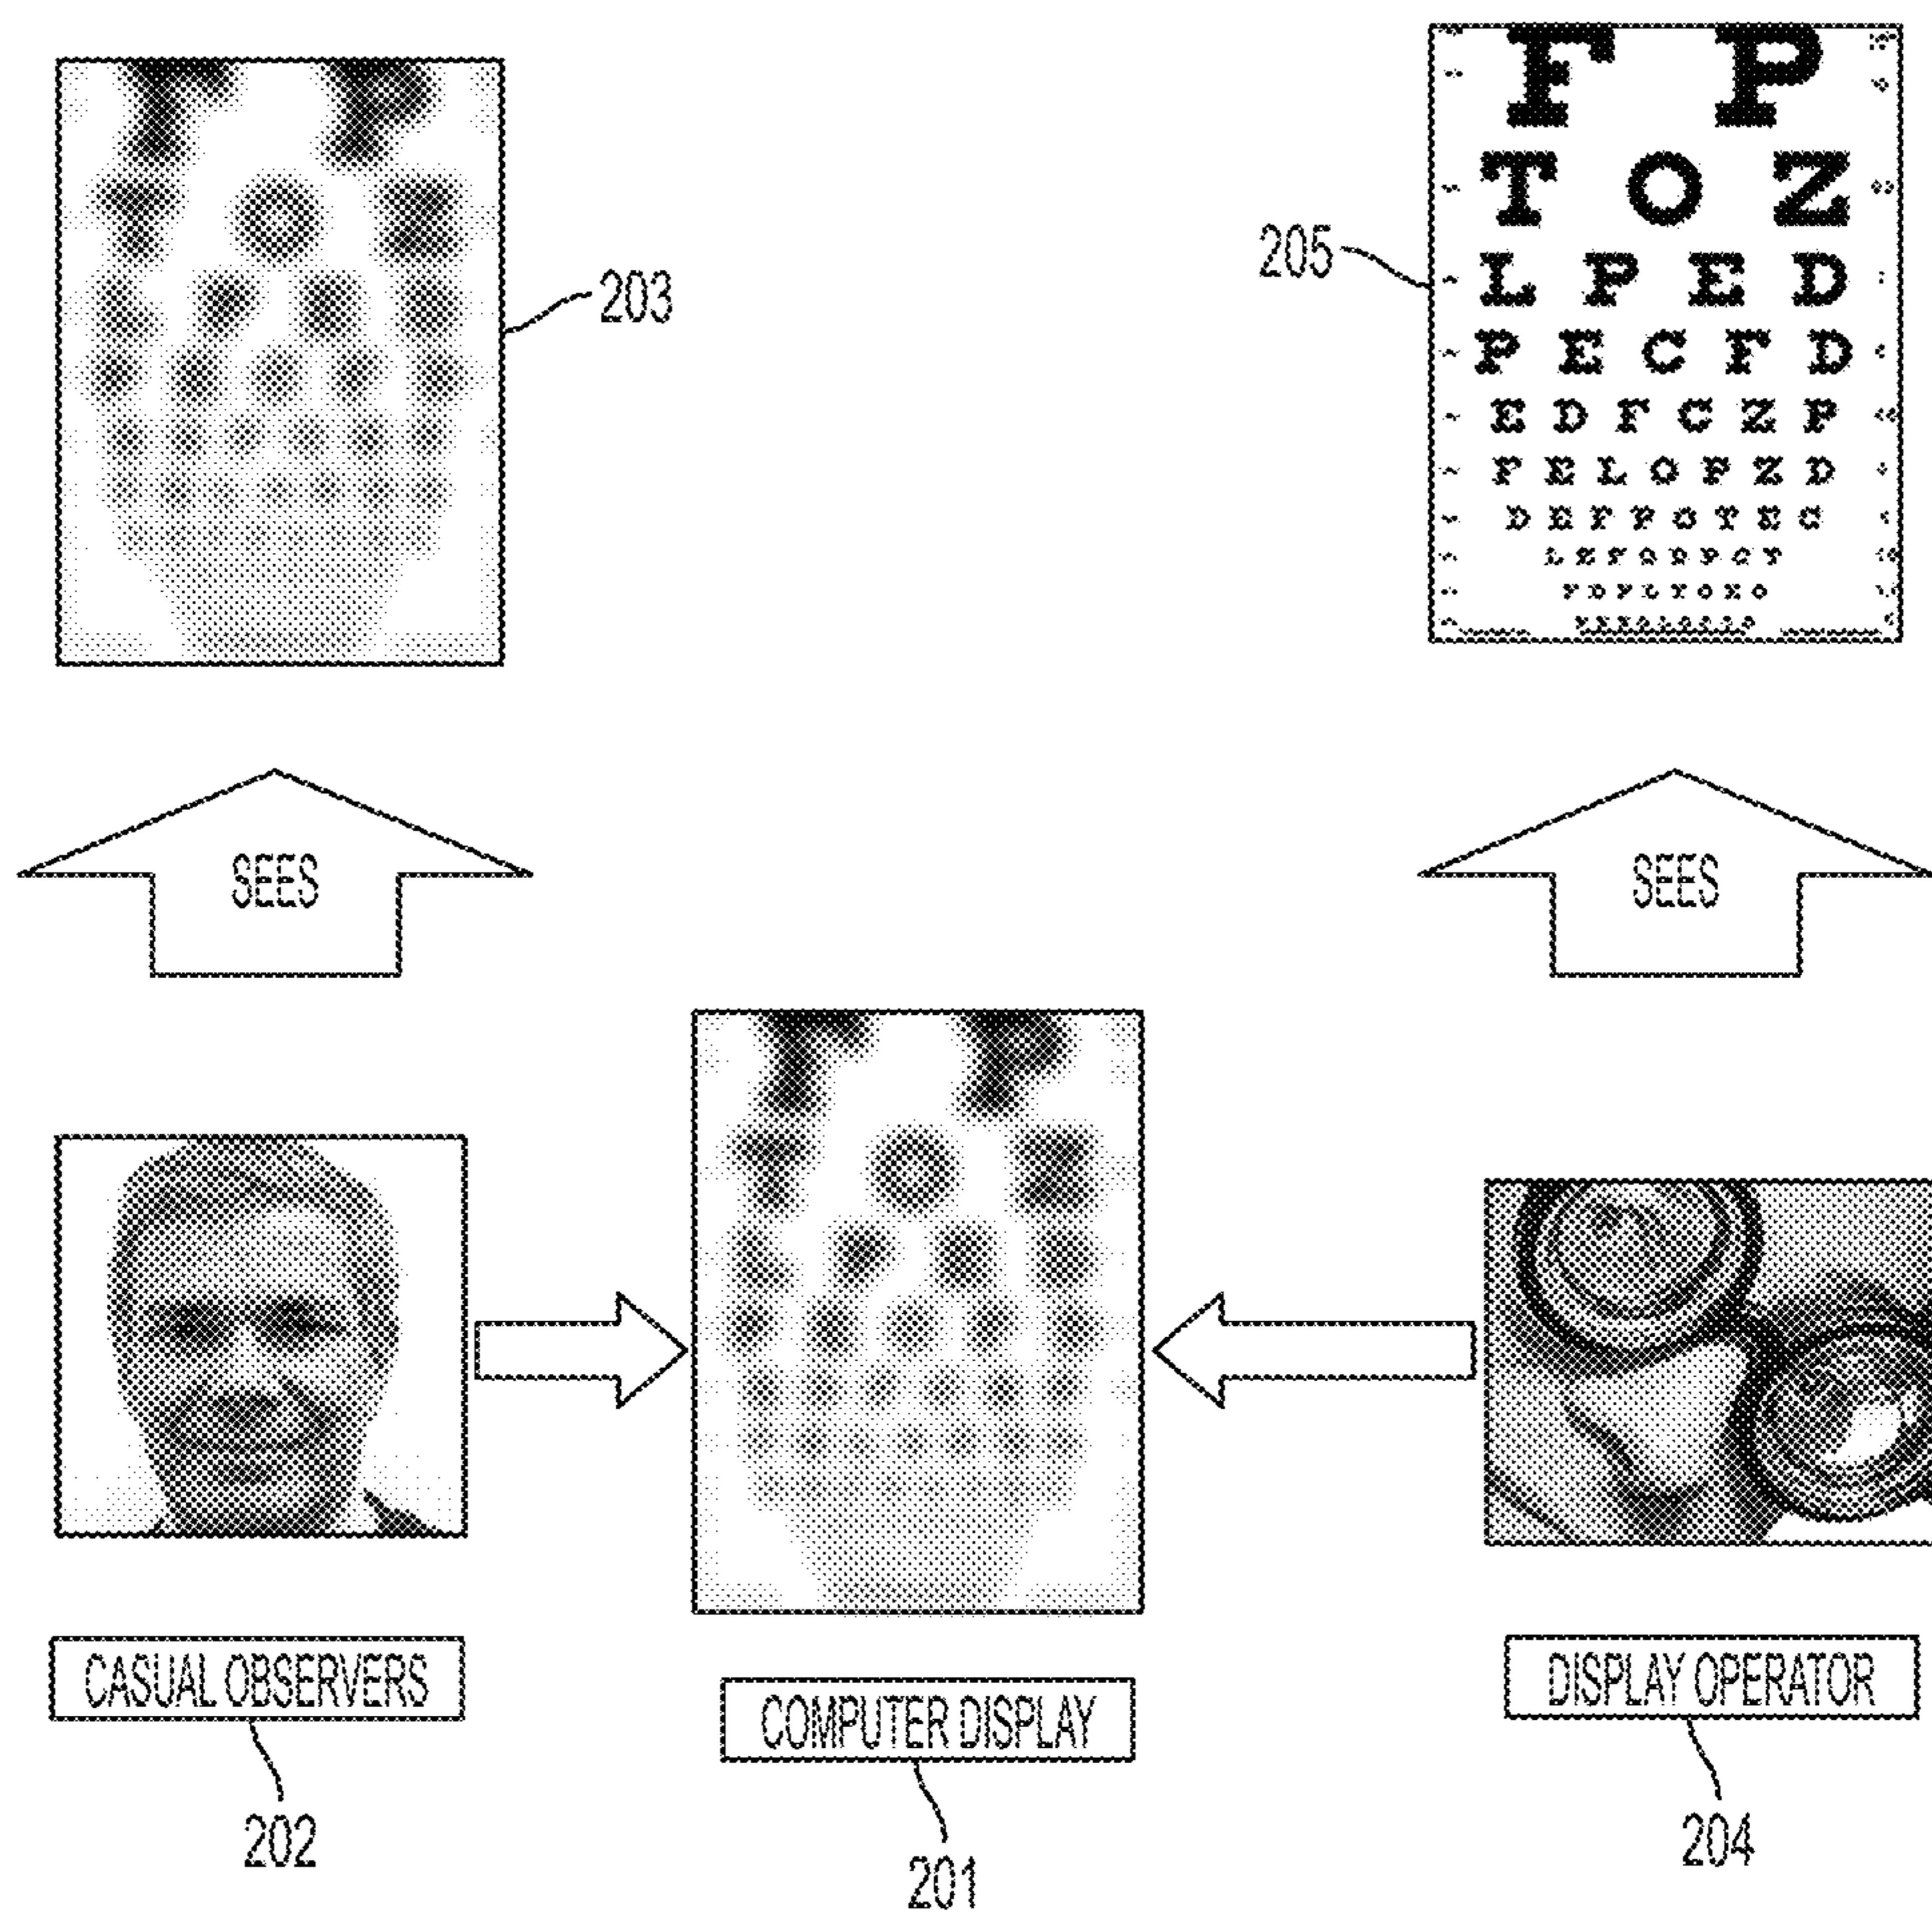 F P
T O Z
L P E D
P E C F D
E D F C Z P
F E L O P Z D
D E F P O T E C
203
205
SEES
SEES
CASUAL OBSERVERS
COMPUTER DISPLAY
DISPLAY OPERATOR
202
201
204